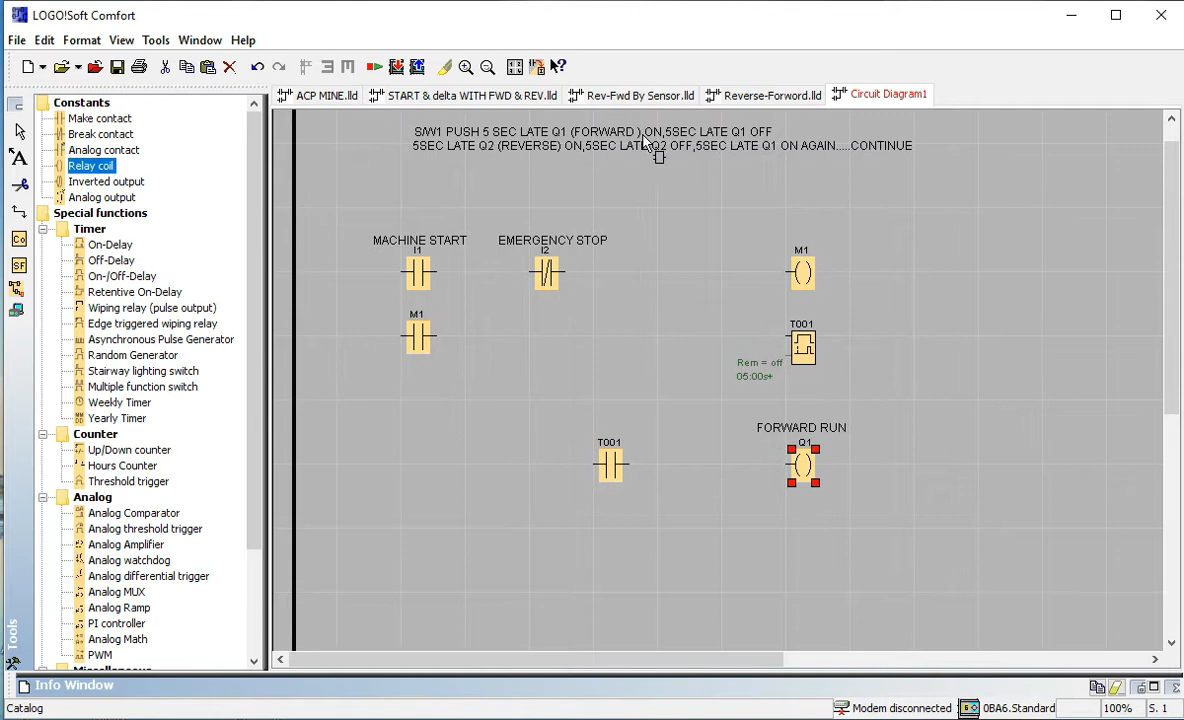 LOGO!Soft Comfort
File Edit Format View Tools Window Help
ACP MINE.lld START & delta WITH FWD & REV.lld Rev-Fwd By Sensor.lld Reverse-Forword.lld Circuit Diagram1
Constants
Make contact
Break contact
Analog contact
Relay coil
Inverted output
Analog output
Special functions
Timer
On-Delay
Off-Delay
On-/Off-Delay
Retentive On-Delay
Wiping relay (pulse output)
Edge triggered wiping relay
Asynchronous Pulse Generator
Random Generator
Stairway lighting switch
Multiple function switch
Weekly Timer
Yearly Timer
Counter
Up/Down counter
Hours Counter
Threshold trigger
Analog
Analog Comparator
Analog threshold trigger
Analog Amplifier
Analog watchdog
Analog differential trigger
Analog MUX
Analog Ramp
PI controller
Analog Math
PWM
Co
SF
Tools
S/W1 PUSH 5 SEC LATE Q1 (FORWARD ),ON,5SEC LATE Q1 OFF
5SEC LATE Q2 (REVERSE) ON,5SEC LATE Q2 OFF,5SEC LATE Q1 ON AGAIN.....CONTINUE
MACHINE START EMERGENCY STOP
I1 I2 M1
M1 T001
Rem = off
05:00s+
FORWARD RUN
T001 Q1
Info Window
Catalog Modem disconnected 0BA6.Standard 100% S. 1